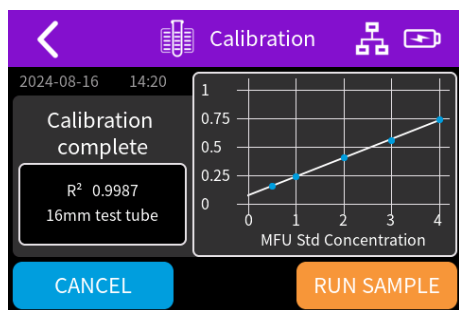 Calibration
2024-08-16 14:20
Calibration
complete
R² 0.9987
16mm test tube
1
0.75
0.5
0.25
0
0 1 2 3 4
MFU Std Concentration
CANCEL
RUN SAMPLE